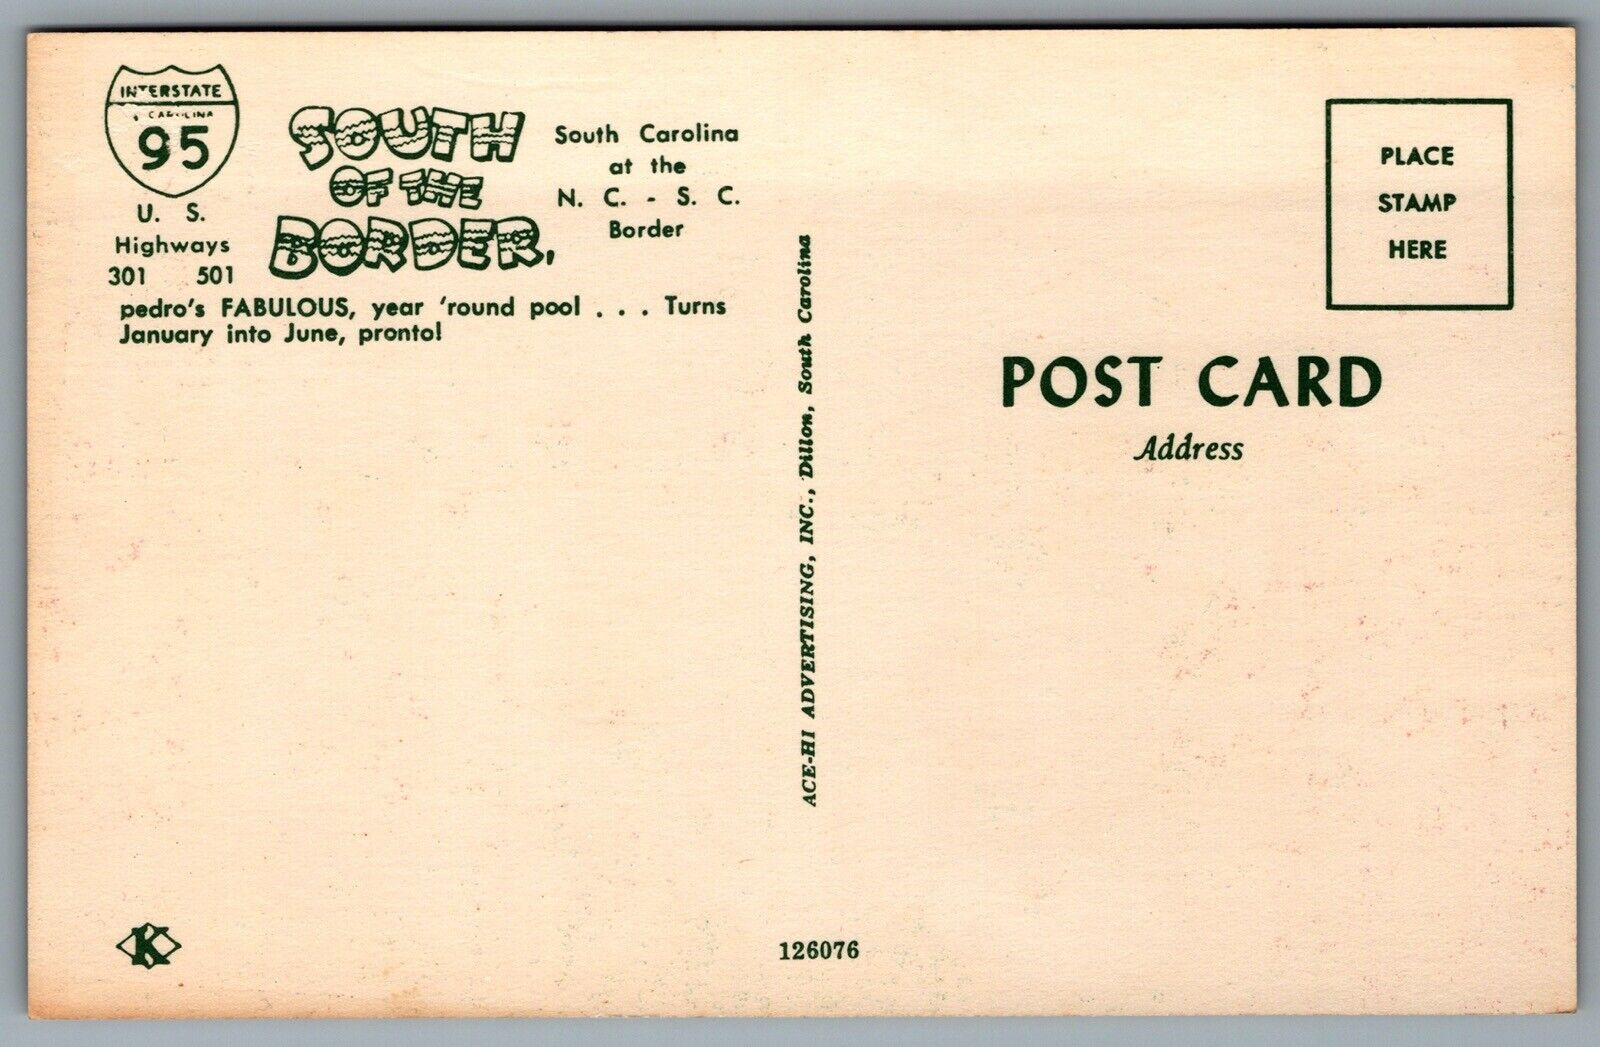 INTERSTATE
CAROLINA
95
U. S.
Highways
301 501
SOUTH
OF THE
BORDER,
South Carolina
at the
N. C. - S. C.
Border
pedro's FABULOUS, year 'round pool . . . Turns
January into June, pronto!
ACE-HI ADVERTISING, INC., Dillon, South Carolina
PLACE
STAMP
HERE
POST CARD
Address
K
126076